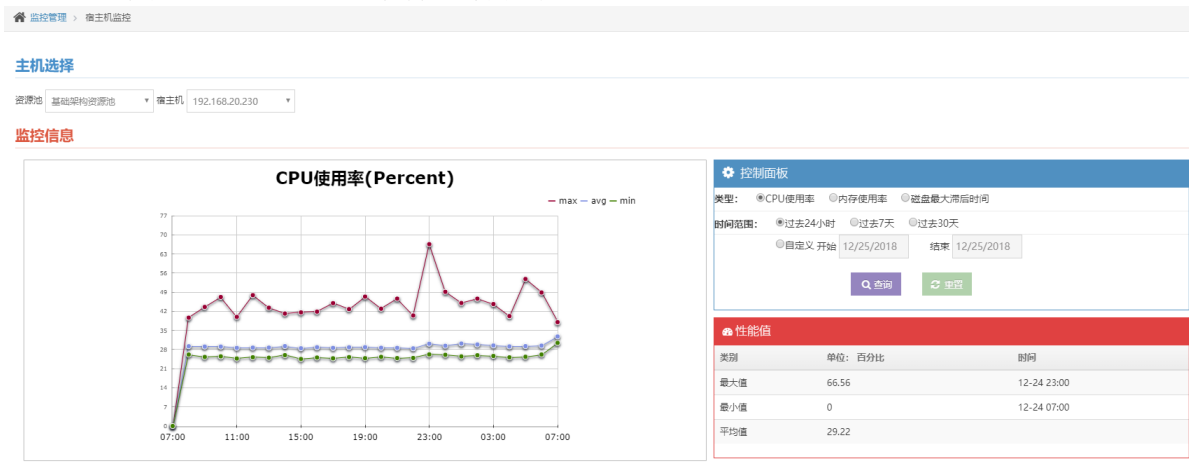 监控管理 > 宿主机监控
主机选择
资源池 基础架构资源池 宿主机 192.168.20.230
监控信息
CPU使用率(Percent)
max avg min
77
70
63
56
49
42
35
28
21
14
7
0
07:00 11:00 15:00 19:00 23:00 03:00 07:00
控制面板
类型: CPU使用率 内存使用率 磁盘最大滞后时间
时间范围: 过去24小时 过去7天 过去30天
自定义 开始 12/25/2018 结束 12/25/2018
查询 重置
性能值
类别 单位: 百分比 时间
最大值 66.56 12-24 23:00
最小值 0 12-24 07:00
平均值 29.22